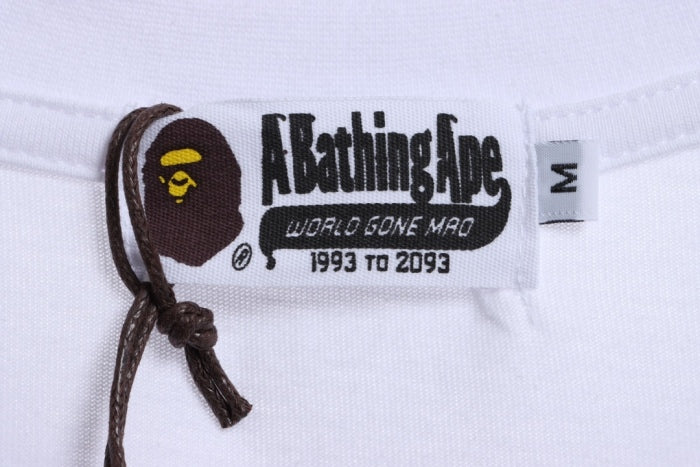 A Bathing Ape
WORLD GONE MAD
1993 TO 2093
®
M